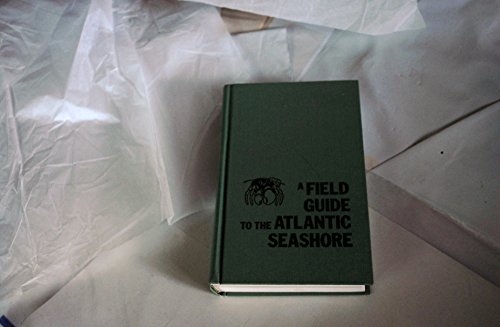 A FIELD
GUIDE
TO THE ATLANTIC
SEASHORE